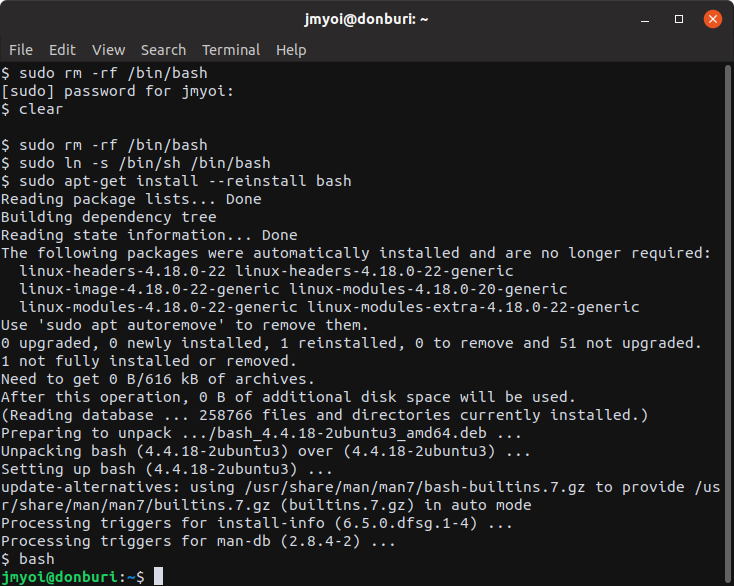 jmyoi@donburi: ~
File Edit View Search Terminal Help
$ sudo rm -rf /bin/bash
[sudo] password for jmyoi:
$ clear
$ sudo rm -rf /bin/bash
$ sudo ln -s /bin/sh /bin/bash
$ sudo apt-get install --reinstall bash
Reading package lists... Done
Building dependency tree
Reading state information... Done
The following packages were automatically installed and are no longer required:
  linux-headers-4.18.0-22 linux-headers-4.18.0-22-generic
  linux-image-4.18.0-22-generic linux-modules-4.18.0-20-generic
  linux-modules-4.18.0-22-generic linux-modules-extra-4.18.0-22-generic
Use 'sudo apt autoremove' to remove them.
0 upgraded, 0 newly installed, 1 reinstalled, 0 to remove and 51 not upgraded.
1 not fully installed or removed.
Need to get 0 B/616 kB of archives.
After this operation, 0 B of additional disk space will be used.
(Reading database ... 258766 files and directories currently installed.)
Preparing to unpack .../bash_4.4.18-2ubuntu3_amd64.deb ...
Unpacking bash (4.4.18-2ubuntu3) over (4.4.18-2ubuntu3) ...
Setting up bash (4.4.18-2ubuntu3) ...
update-alternatives: using /usr/share/man/man7/bash-builtins.7.gz to provide /us
r/share/man/man7/builtins.7.gz (builtins.7.gz) in auto mode
Processing triggers for install-info (6.5.0.dfsg.1-4) ...
Processing triggers for man-db (2.8.4-2) ...
$ bash
jmyoi@donburi:~$